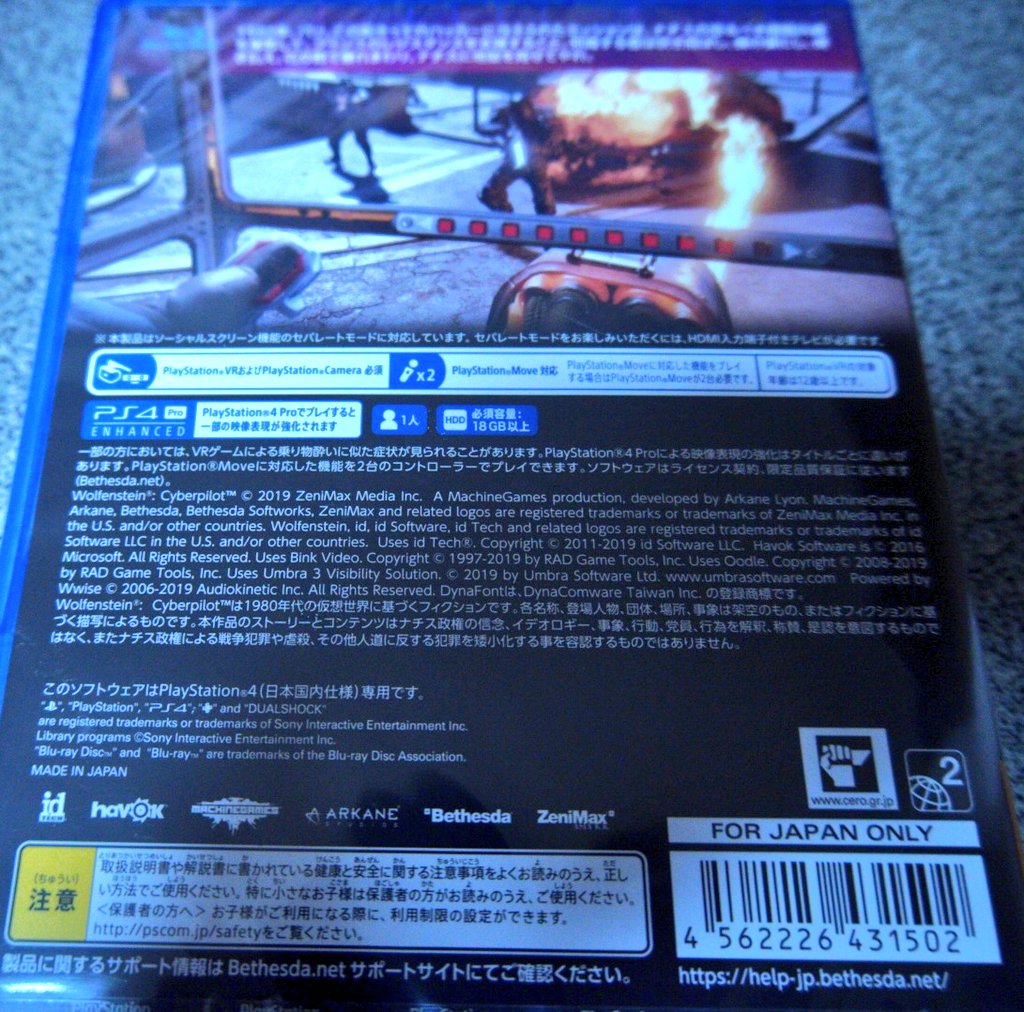 ※本製品はソーシャルスクリーン機能のセパレートモードに対応しています。セパレートモードをお楽しみいただくには、HDMI入力端子付きテレビが必要です。
PlayStation®VRおよびPlayStation®Camera 必須
x2
PlayStation®Move 対応
PlayStation®Moveに対応した機能をプレイ
する場合はPlayStation®Moveが2台必要です。
PlayStation®VRの対象
年齢は12歳以上です。
PS4 Pro
ENHANCED
PlayStation®4 Proでプレイすると
一部の映像表現が強化されます
1人
HDD
必須容量:
18GB以上
一部の方においては、VRゲームによる乗り物酔いに似た症状が見られることがあります。PlayStation®4 Proによる映像表現の強化はタイトルごとに違いが
あります。PlayStation®Moveに対応した機能を2台のコントローラーでプレイできます。ソフトウェアはライセンス契約、限定品質保証に従います
(Bethesda.net)。
Wolfenstein®: Cyberpilot™ © 2019 ZeniMax Media Inc. A MachineGames production, developed by Arkane Lyon. MachineGames,
Arkane, Bethesda, Bethesda Softworks, ZeniMax and related logos are registered trademarks or trademarks of ZeniMax Media Inc. in
the U.S. and/or other countries. Wolfenstein, id, id Software, id Tech and related logos are registered trademarks or trademarks of id
Software LLC in the U.S. and/or other countries. Uses id Tech®. Copyright © 2011-2019 id Software LLC. Havok Software is © 2016
Microsoft. All Rights Reserved. Uses Bink Video. Copyright © 1997-2019 by RAD Game Tools, Inc. Uses Oodle. Copyright © 2008-2019
by RAD Game Tools, Inc. Uses Umbra 3 Visibility Solution. © 2019 by Umbra Software Ltd. www.umbrasoftware.com Powered by
Wwise © 2006-2019 Audiokinetic Inc. All Rights Reserved. DynaFontは、DynaComware Taiwan Inc. の登録商標です。
Wolfenstein®: Cyberpilot™は1980年代の仮想世界に基づくフィクションです。各名称、登場人物、団体、場所、事象は架空のもの、またはフィクションに基
づく描写によるものです。本作品のストーリーとコンテンツはナチス政権の信念、イデオロギー、事象、行動、党員、行為を解釈、称賛、是認を意図するもので
はなく、またナチス政権による戦争犯罪や虐殺、その他人道に反する犯罪を矮小化する事を容認するものではありません。
このソフトウェアはPlayStation®4(日本国内仕様)専用です。
"PlayStation", "PS4", and "DUALSHOCK"
are registered trademarks or trademarks of Sony Interactive Entertainment Inc.
Library programs ©Sony Interactive Entertainment Inc.
"Blu-ray Disc™" and "Blu-ray™" are trademarks of the Blu-ray Disc Association.
MADE IN JAPAN
www.cero.gr.jp
2
id
havok
MACHINEGAMES
ARKANE
STUDIOS
Bethesda
ZeniMax
FOR JAPAN ONLY
(ちゅうい)
注意
取扱説明書や解説書に書かれている健康と安全に関する注意事項をよくお読みのうえ、正し
い方法でご使用ください。特に小さなお子様は保護者の方がお読みのうえ、ご使用ください。
<保護者の方へ> お子様がご利用になる際に、利用制限の設定ができます。
http://pscom.jp/safetyをご覧ください。
4 562226 431502
製品に関するサポート情報は Bethesda.net サポートサイトにてご確認ください。
https://help-jp.bethesda.net/